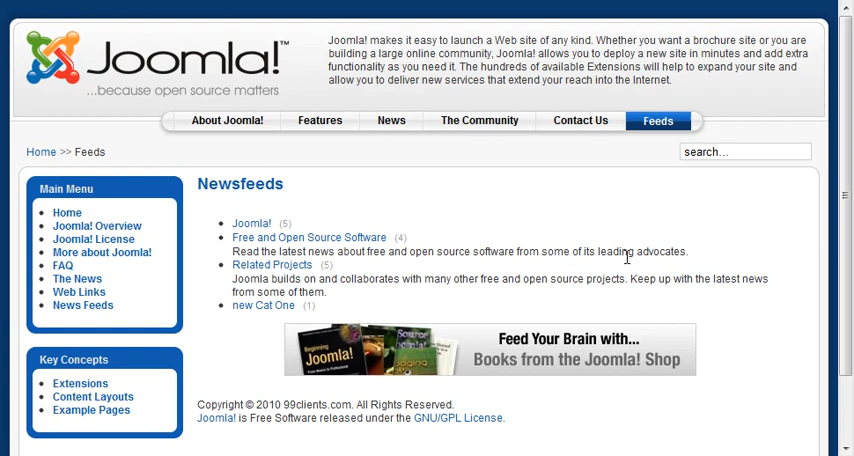 Joomla!™
...because open source matters
Joomla! makes it easy to launch a Web site of any kind. Whether you want a brochure site or you are
building a large online community, Joomla! allows you to deploy a new site in minutes and add extra
functionality as you need it. The hundreds of available Extensions will help to expand your site and
allow you to deliver new services that extend your reach into the Internet.
About Joomla! Features News The Community Contact Us Feeds
Home >> Feeds
search...
Main Menu
Home
Joomla! Overview
Joomla! License
More about Joomla!
FAQ
The News
Web Links
News Feeds
Key Concepts
Extensions
Content Layouts
Example Pages
Newsfeeds
Joomla! (5)
Free and Open Source Software (4)
Read the latest news about free and open source software from some of its leading advocates.
Related Projects (5)
Joomla builds on and collaborates with many other free and open source projects. Keep up with the latest news
from some of them.
new Cat One (1)
Beginning
Joomla!
Source
Feed Your Brain with...
Books from the Joomla! Shop
Copyright © 2010 99clients.com. All Rights Reserved.
Joomla! is Free Software released under the GNU/GPL License.